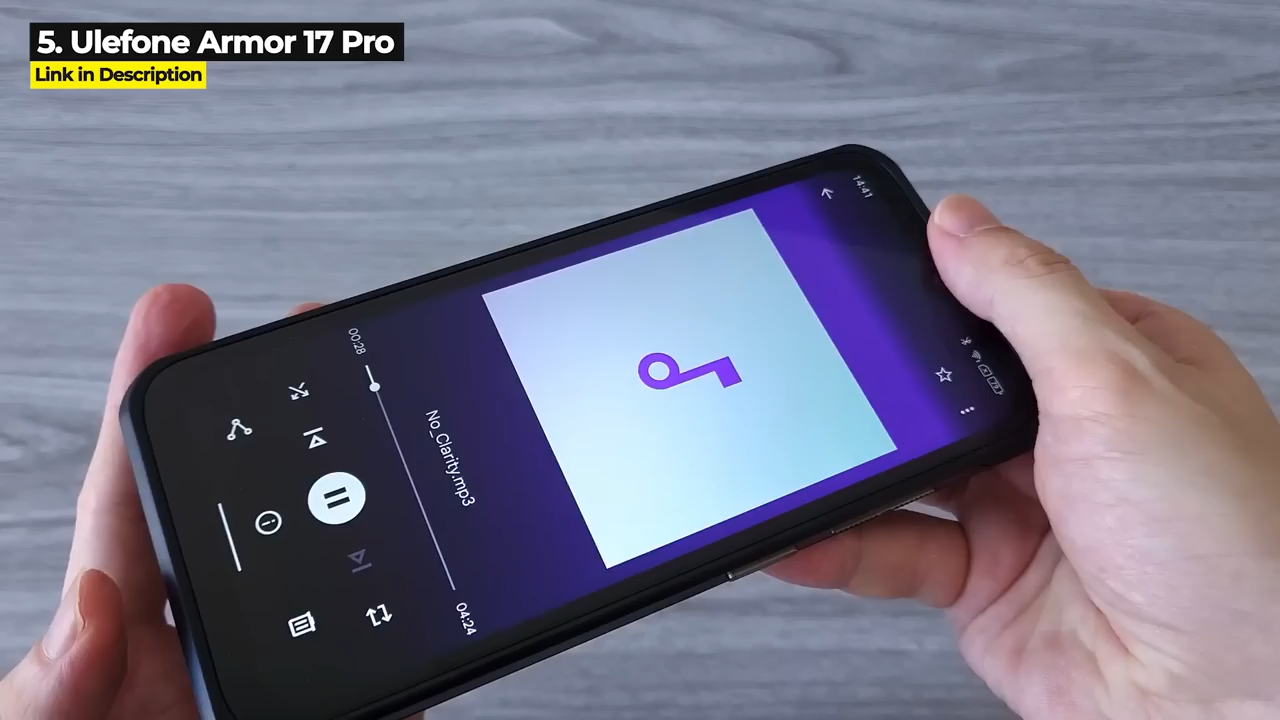 5. Ulefone Armor 17 Pro
Link in Description
14:41
00:28
No_Clarity.mp3
04:24